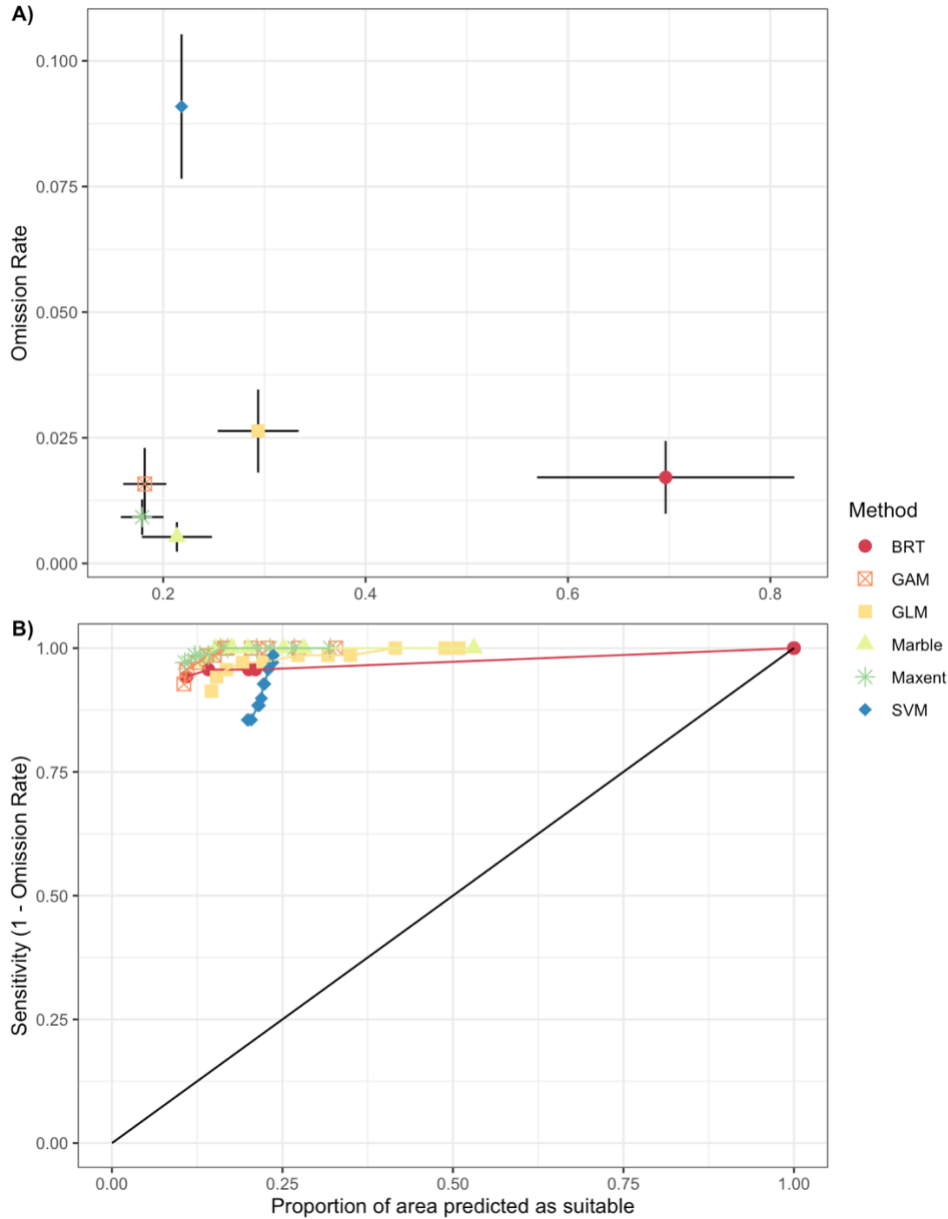 A)
0.100
0.075
0.050
0.025
0.000
Omission Rate
0.2
0.4
0.6
0.8
B)
1.00
0.75
0.50
0.25
0.00
Sensitivity (1 - Omission Rate)
0.00
0.25
0.50
0.75
1.00
Proportion of area predicted as suitable
Method
BRT
GAM
GLM
Marble
Maxent
SVM